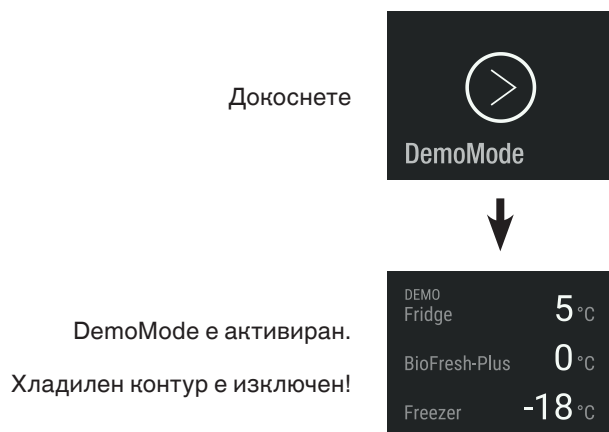 Докоснете
DemoMode
DEMO
Fridge 5 °C
DemoMode е активиран.
BioFresh-Plus 0 °C
Хладилен контур е изключен!
Freezer -18 °C